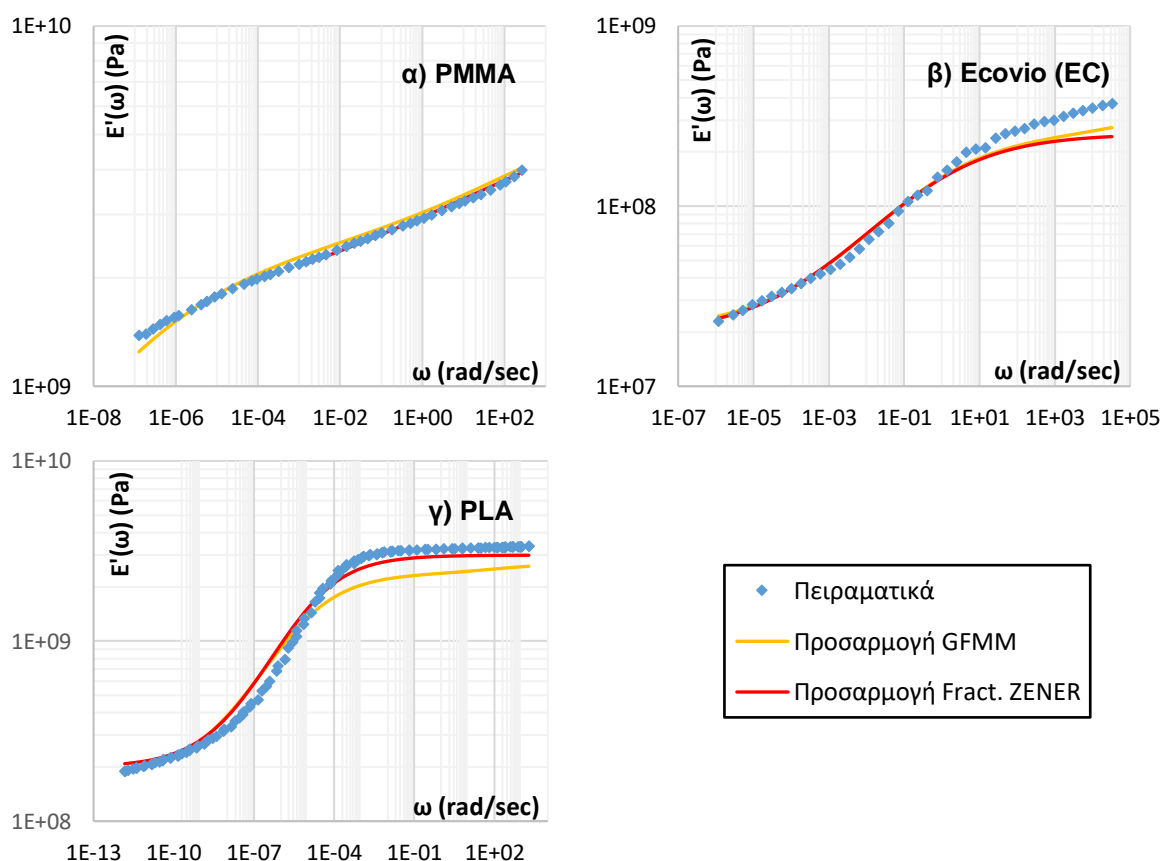 1E+10
E'(ω) (Pa)
α) PMMA
ω (rad/sec)
1E+09
1E-08 1E-06 1E-04 1E-02 1E+00 1E+02
1E+09
E'(ω) (Pa)
β) Ecovio (EC)
1E+08
ω (rad/sec)
1E+07
1E-07 1E-05 1E-03 1E-01 1E+01 1E+03 1E+05
1E+10
E'(ω) (Pa)
γ) PLA
1E+09
ω (rad/sec)
1E+08
1E-13 1E-10 1E-07 1E-04 1E-01 1E+02
Πειραματικά
Προσαρμογή GFMM
Προσαρμογή Fract. ZENER